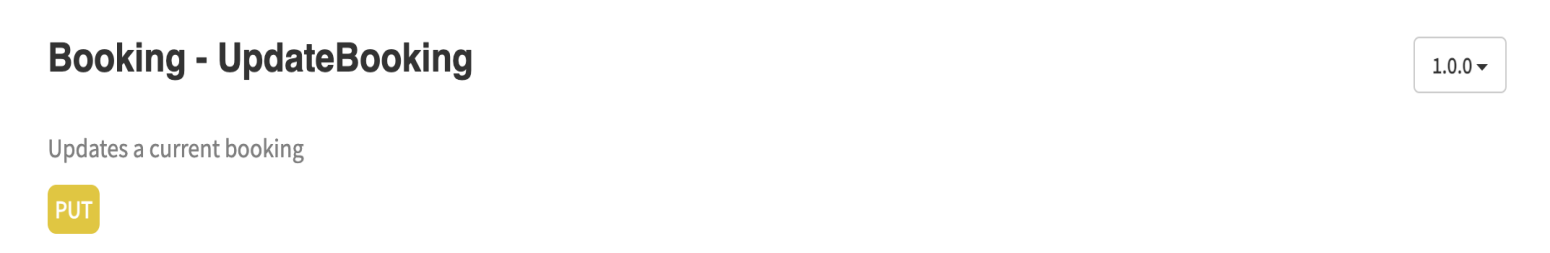 Booking - UpdateBooking
1.0.0
Updates a current booking
PUT